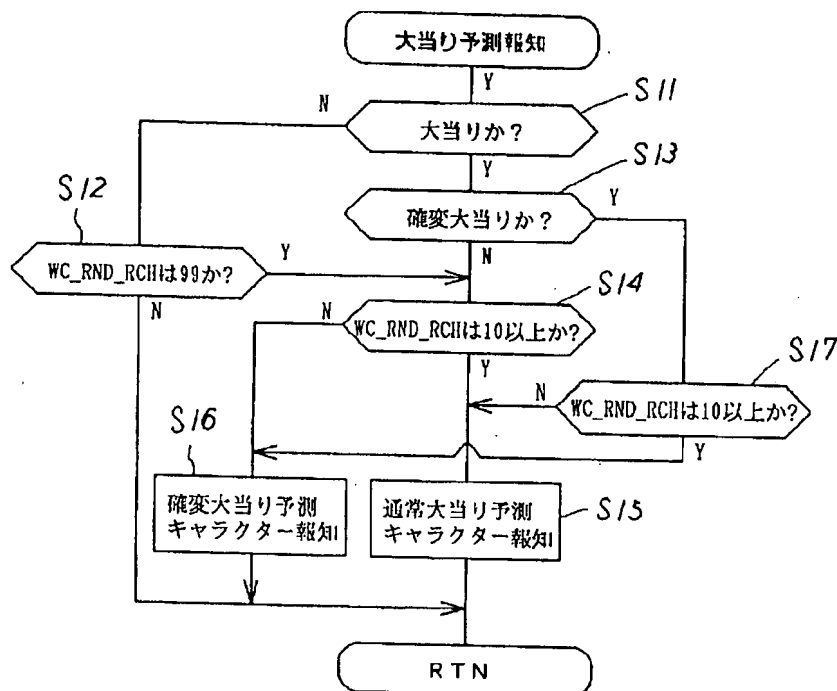 大当り予測報知
Y
S11
N
大当りか?
Y
S13
S12
確変大当りか?
Y
WC_RND_RCHは99か?
Y
N
S14
N
N
WC_RND_RCHは10以上か?
Y
S17
N
WC_RND_RCHは10以上か?
S16
Y
確変大当り予測
キャラクター報知
通常大当り予測
キャラクター報知
S15
RTN